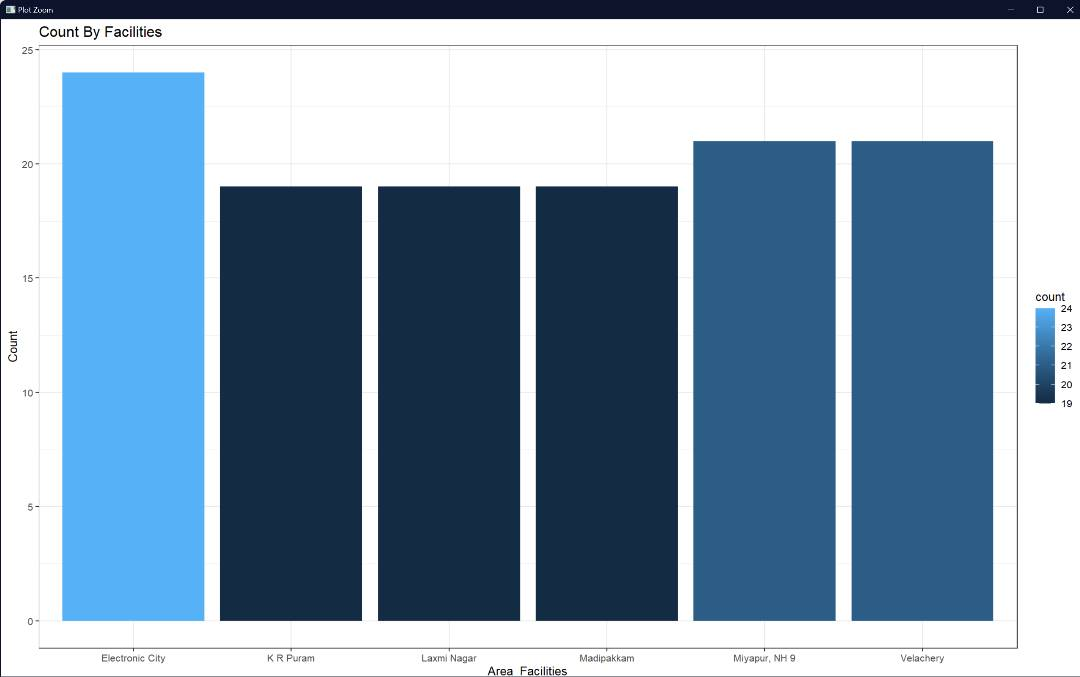 Plot Zoom
Count By Facilities
25
20
15
10
5
0
Count
Electronic City
K R Puram
Laxmi Nagar
Madipakkam
Miyapur, NH 9
Velachery
Area_Facilities
count
24
23
22
21
20
19